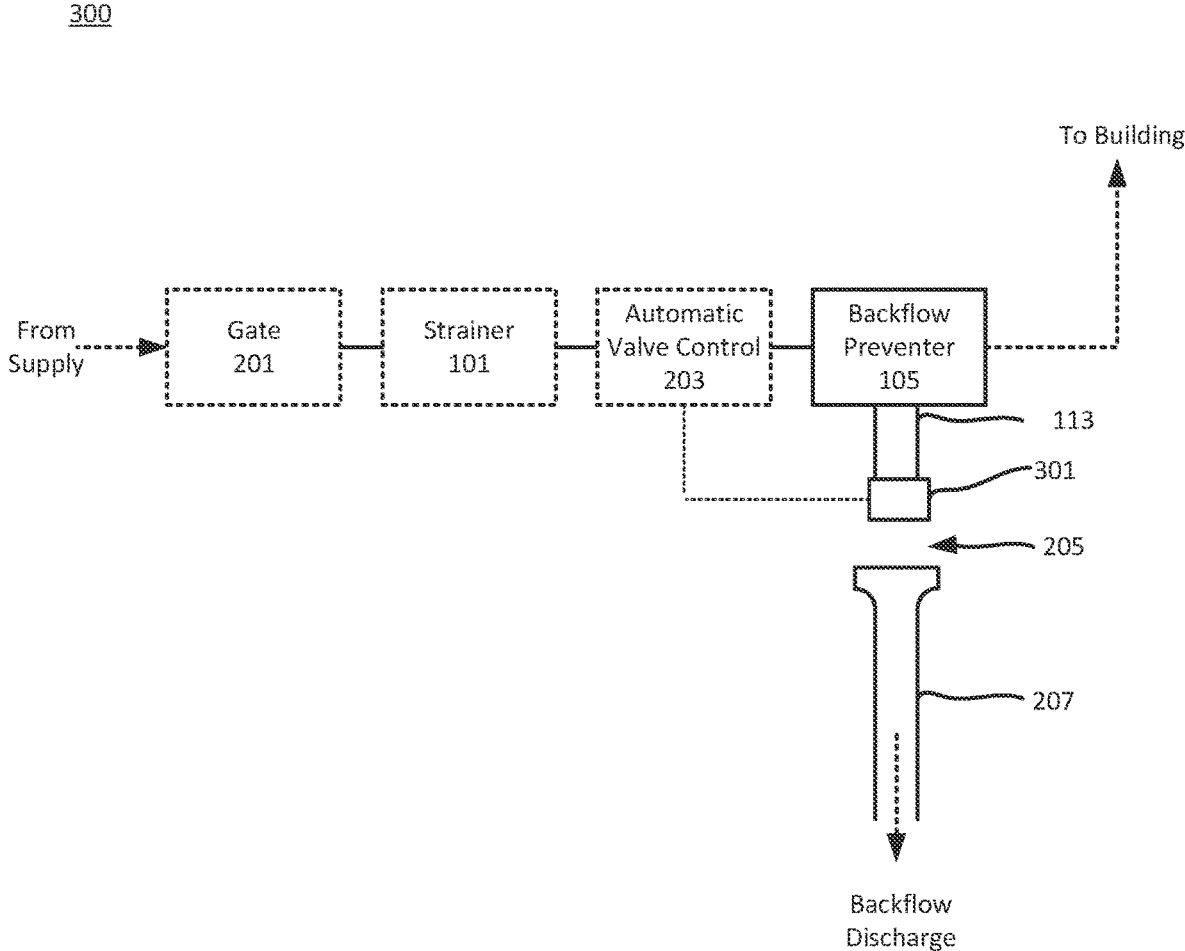 300
To Building
From
Supply
Gate
201
Strainer
101
Automatic
Valve Control
203
Backflow
Preventer
105
113
301
205
207
Backflow
Discharge